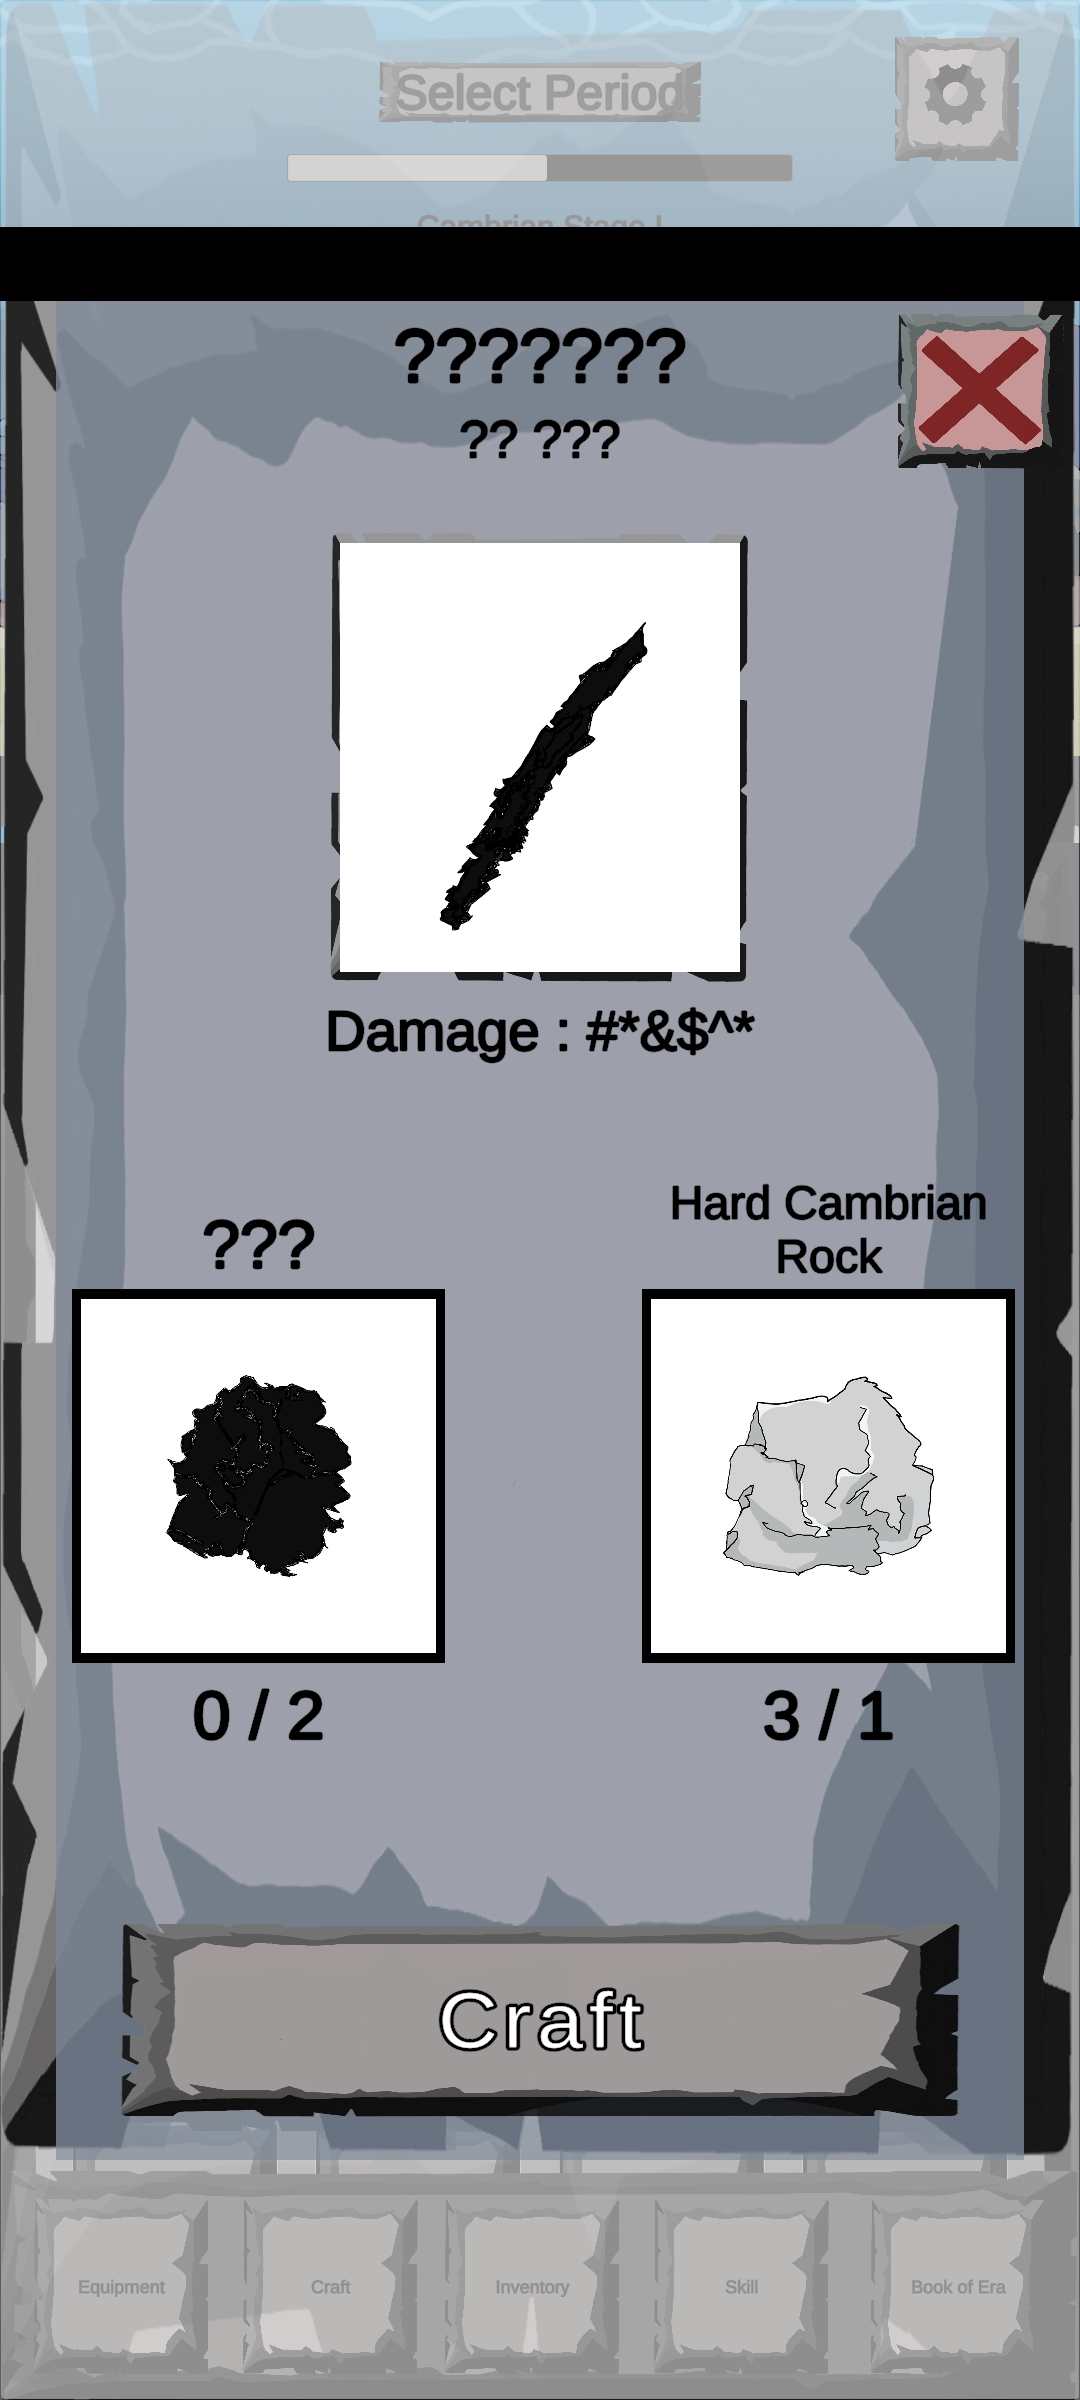 Select Period
Cambrian Stage I
???????
?? ???
Damage : #*&$^*
???
Hard Cambrian
Rock
0 / 2
3 / 1
Craft
Equipment
Craft
Inventory
Skill
Book of Era